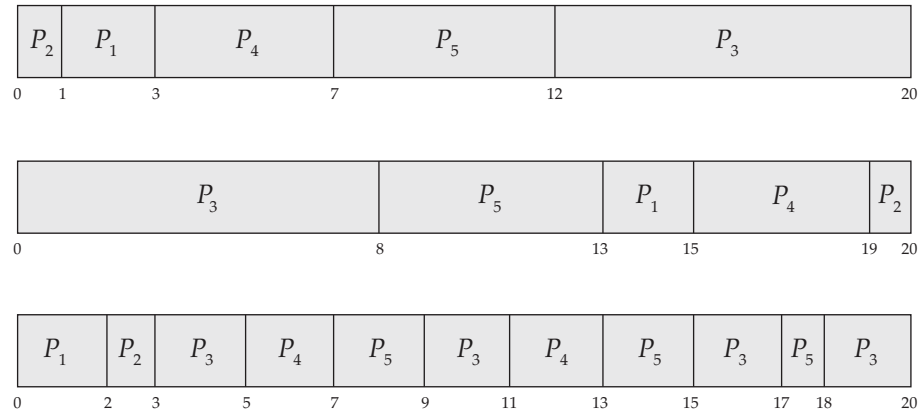 P₂ P₁ P₄ P₅ P₃
0 1 3 7 12 20
P₃ P₅ P₁ P₄ P₂
0 8 13 15 19 20
P₁ P₂ P₃ P₄ P₅ P₃ P₄ P₅ P₃ P₅ P₃
0 2 3 5 7 9 11 13 15 17 18 20